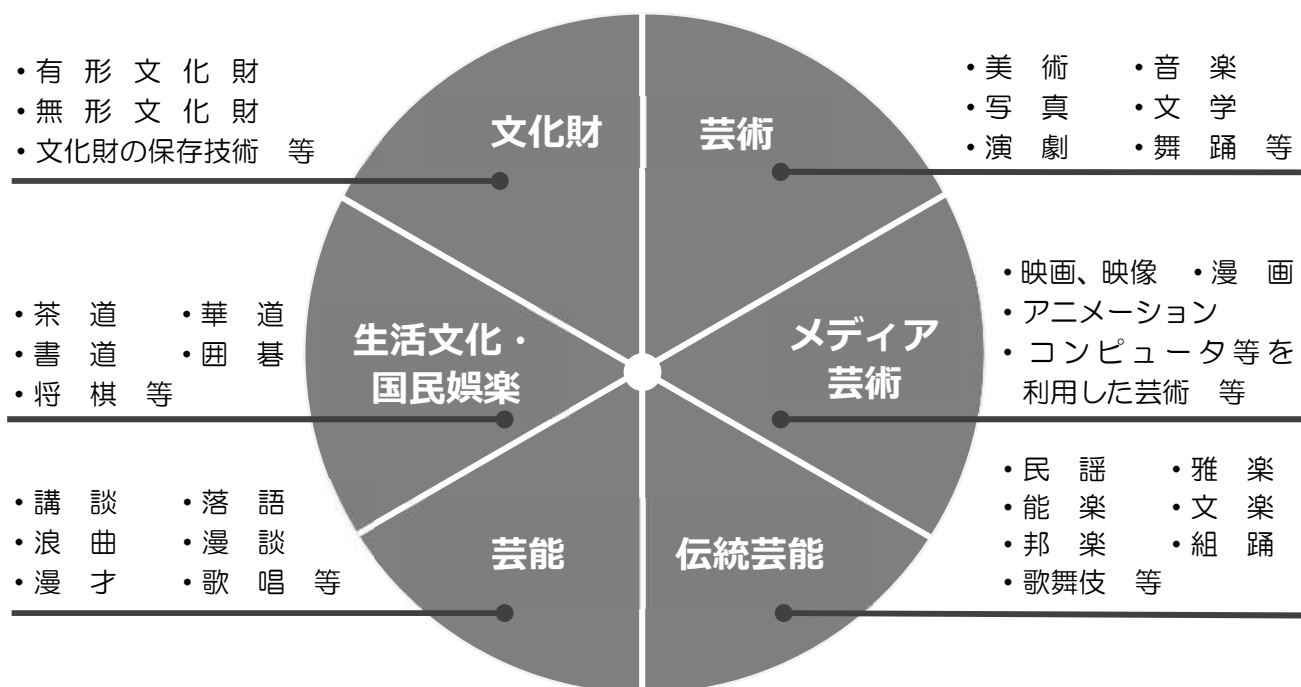 ・有形文化財
・無形文化財
・文化財の保存技術 等
文化財
芸術
・美術 ・音楽
・写真 ・文学
・演劇 ・舞踊 等
・茶道 ・華道
・書道 ・囲碁
・将棋 等
生活文化・
国民娯楽
メディア
芸術
・映画、映像 ・漫画
・アニメーション
・コンピュータ等を
利用した芸術 等
・講談 ・落語
・浪曲 ・漫談
・漫才 ・歌唱 等
芸能
伝統芸能
・民謡 ・雅楽
・能楽 ・文楽
・邦楽 ・組踊
・歌舞伎 等